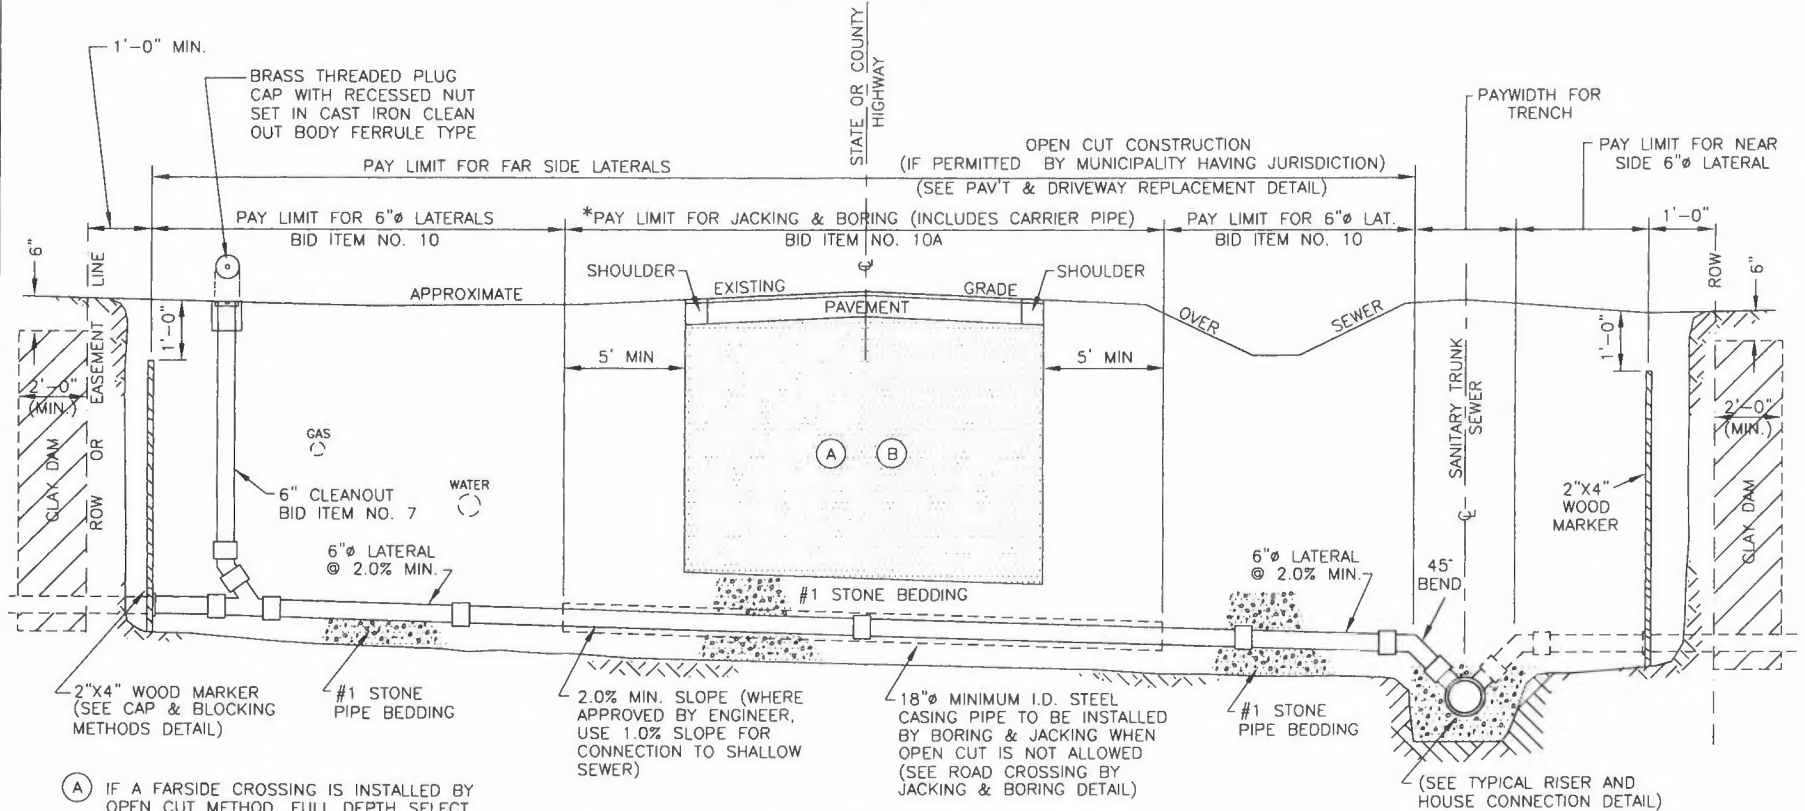 STATE OR COUNTY
HIGHWAY
1'-0" MIN.
BRASS THREADED PLUG
CAP WITH RECESSED NUT
SET IN CAST IRON CLEAN
OUT BODY FERRULE TYPE
PAY LIMIT FOR FAR SIDE LATERALS
OPEN CUT CONSTRUCTION
(IF PERMITTED BY MUNICIPALITY HAVING JURISDICTION)
(SEE PAV'T & DRIVEWAY REPLACEMENT DETAIL)
PAYWIDTH FOR
TRENCH
PAY LIMIT FOR NEAR
SIDE 6"ø LATERAL
PAY LIMIT FOR 6"ø LATERALS
BID ITEM NO. 10
*PAY LIMIT FOR JACKING & BORING (INCLUDES CARRIER PIPE)
BID ITEM NO. 10A
PAY LIMIT FOR 6"ø LAT.
BID ITEM NO. 10
1'-0"
6"
ROW OR EASEMENT LINE
SHOULDER
℄
SHOULDER
ROW
6"
APPROXIMATE
EXISTING
GRADE
PAVEMENT
OVER
SEWER
1'-0"
5' MIN
5' MIN
1'-0"
2'-0"
(MIN.)
CLAY DAM
SANITARY TRUNK
SEWER
℄
2'-0"
(MIN.)
CLAY DAM
GAS
A
B
WATER
6" CLEANOUT
BID ITEM NO. 7
2"X4"
WOOD
MARKER
6"ø LATERAL
@ 2.0% MIN.
6"ø LATERAL
@ 2.0% MIN.
45°
BEND
#1 STONE BEDDING
2"X4" WOOD MARKER
(SEE CAP & BLOCKING
METHODS DETAIL)
#1 STONE
PIPE BEDDING
2.0% MIN. SLOPE (WHERE
APPROVED BY ENGINEER,
USE 1.0% SLOPE FOR
CONNECTION TO SHALLOW
SEWER)
18"ø MINIMUM I.D. STEEL
CASING PIPE TO BE INSTALLED
BY BORING & JACKING WHEN
OPEN CUT IS NOT ALLOWED
(SEE ROAD CROSSING BY
JACKING & BORING DETAIL)
#1 STONE
PIPE BEDDING
(SEE TYPICAL RISER AND
HOUSE CONNECTION DETAIL)
A IF A FARSIDE CROSSING IS INSTALLED BY
OPEN CUT METHOD, FULL DEPTH SELECT